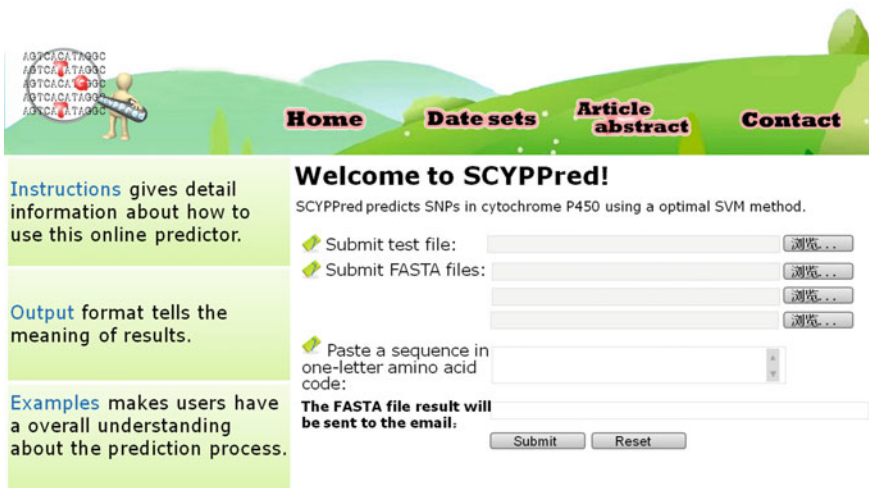 AGTCACATAGGC
Home
Date sets
Article
abstract
Contact
Instructions gives detail
information about how to
use this online predictor.
Output format tells the
meaning of results.
Examples makes users have
a overall understanding
about the prediction process.
Welcome to SCYPPred!
SCYPPred predicts SNPs in cytochrome P450 using a optimal SVM method.
Submit test file:
浏览...
Submit FASTA files:
浏览...
浏览...
浏览...
Paste a sequence in
one-letter amino acid
code:
The FASTA file result will
be sent to the email:
Submit
Reset